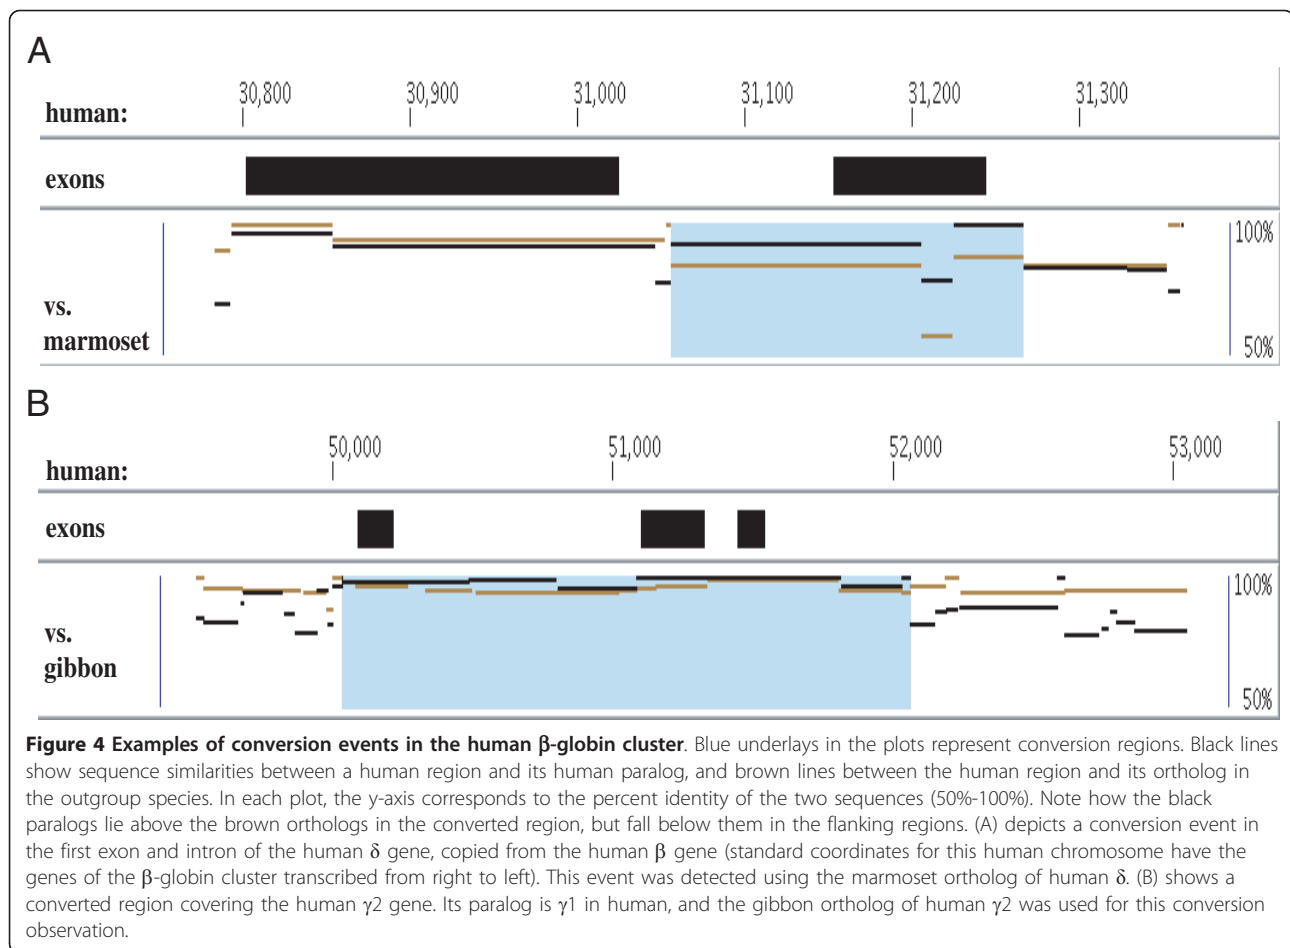 A
human:
30,800 30,900 31,000 31,100 31,200 31,300
exons
vs.
marmoset
100%
50%
B
human:
50,000 51,000 52,000 53,000
exons
vs.
gibbon
100%
50%
Figure 4 Examples of conversion events in the human β-globin cluster. Blue underlays in the plots represent conversion regions. Black lines
show sequence similarities between a human region and its human paralog, and brown lines between the human region and its ortholog in
the outgroup species. In each plot, the y-axis corresponds to the percent identity of the two sequences (50%-100%). Note how the black
paralogs lie above the brown orthologs in the converted region, but fall below them in the flanking regions. (A) depicts a conversion event in
the first exon and intron of the human δ gene, copied from the human β gene (standard coordinates for this human chromosome have the
genes of the β-globin cluster transcribed from right to left). This event was detected using the marmoset ortholog of human δ. (B) shows a
converted region covering the human γ2 gene. Its paralog is γ1 in human, and the gibbon ortholog of human γ2 was used for this conversion
observation.